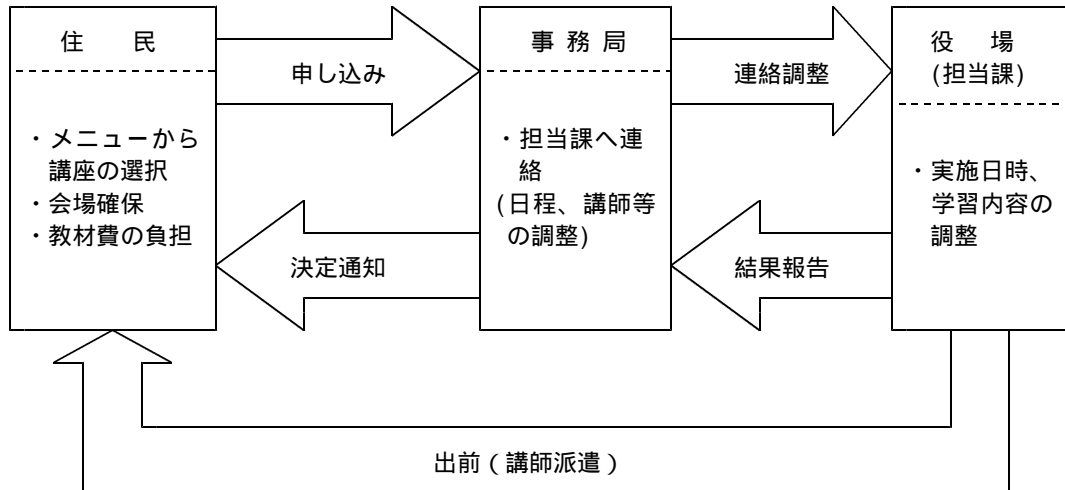 住 民
・メニューから
講座の選択
・会場確保
・教材費の負担
申し込み
決定通知
事 務 局
・担当課へ連
絡
(日程、講師等
の調整)
連絡調整
結果報告
役 場
(担当課)
・実施日時、
学習内容の
調整
出前(講師派遣)